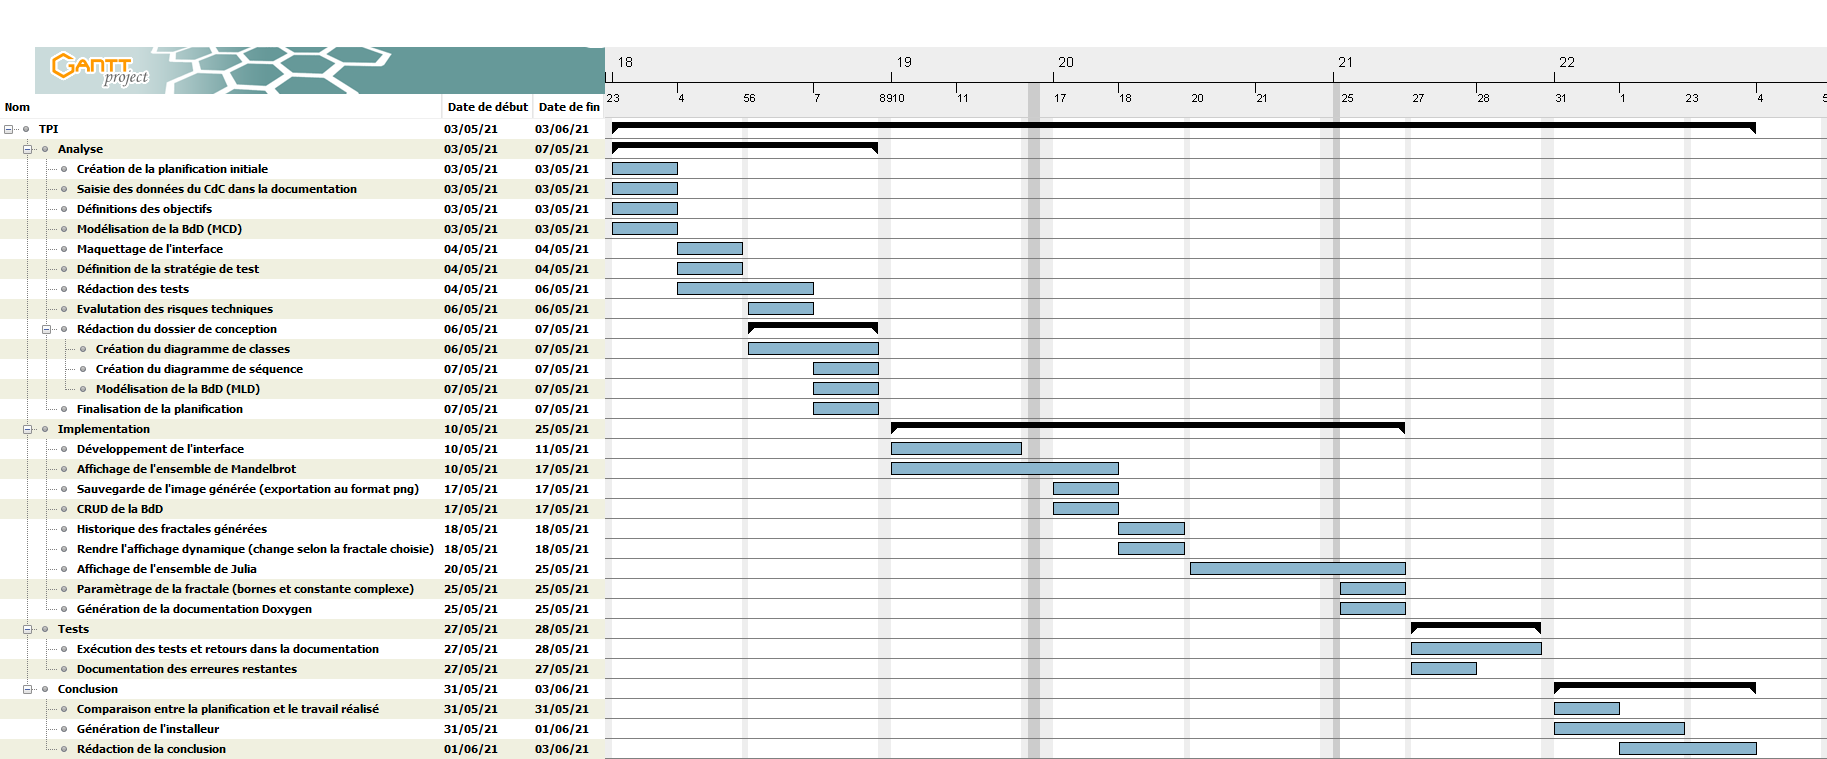 GANTT
project
18 19 20 21 22
23 4 56 7 8910 11 17 18 20 21 25 27 28 31 1 23 4 5
Nom Date de début Date de fin
TPI 03/05/21 03/06/21
Analyse 03/05/21 07/05/21
Création de la planification initiale 03/05/21 03/05/21
Saisie des données du CdC dans la documentation 03/05/21 03/05/21
Définitions des objectifs 03/05/21 03/05/21
Modélisation de la BdD (MCD) 03/05/21 03/05/21
Maquettage de l'interface 04/05/21 04/05/21
Définition de la stratégie de test 04/05/21 04/05/21
Rédaction des tests 04/05/21 06/05/21
Evalutation des risques techniques 06/05/21 06/05/21
Rédaction du dossier de conception 06/05/21 07/05/21
Création du diagramme de classes 06/05/21 07/05/21
Création du diagramme de séquence 07/05/21 07/05/21
Modélisation de la BdD (MLD) 07/05/21 07/05/21
Finalisation de la planification 07/05/21 07/05/21
Implementation 10/05/21 25/05/21
Développement de l'interface 10/05/21 11/05/21
Affichage de l'ensemble de Mandelbrot 10/05/21 17/05/21
Sauvegarde de l'image générée (exportation au format png) 17/05/21 17/05/21
CRUD de la BdD 17/05/21 17/05/21
Historique des fractales générées 18/05/21 18/05/21
Rendre l'affichage dynamique (change selon la fractale choisie) 18/05/21 18/05/21
Affichage de l'ensemble de Julia 20/05/21 25/05/21
Paramètrage de la fractale (bornes et constante complexe) 25/05/21 25/05/21
Génération de la documentation Doxygen 25/05/21 25/05/21
Tests 27/05/21 28/05/21
Exécution des tests et retours dans la documentation 27/05/21 28/05/21
Documentation des erreures restantes 27/05/21 27/05/21
Conclusion 31/05/21 03/06/21
Comparaison entre la planification et le travail réalisé 31/05/21 31/05/21
Génération de l'installeur 31/05/21 01/06/21
Rédaction de la conclusion 01/06/21 03/06/21